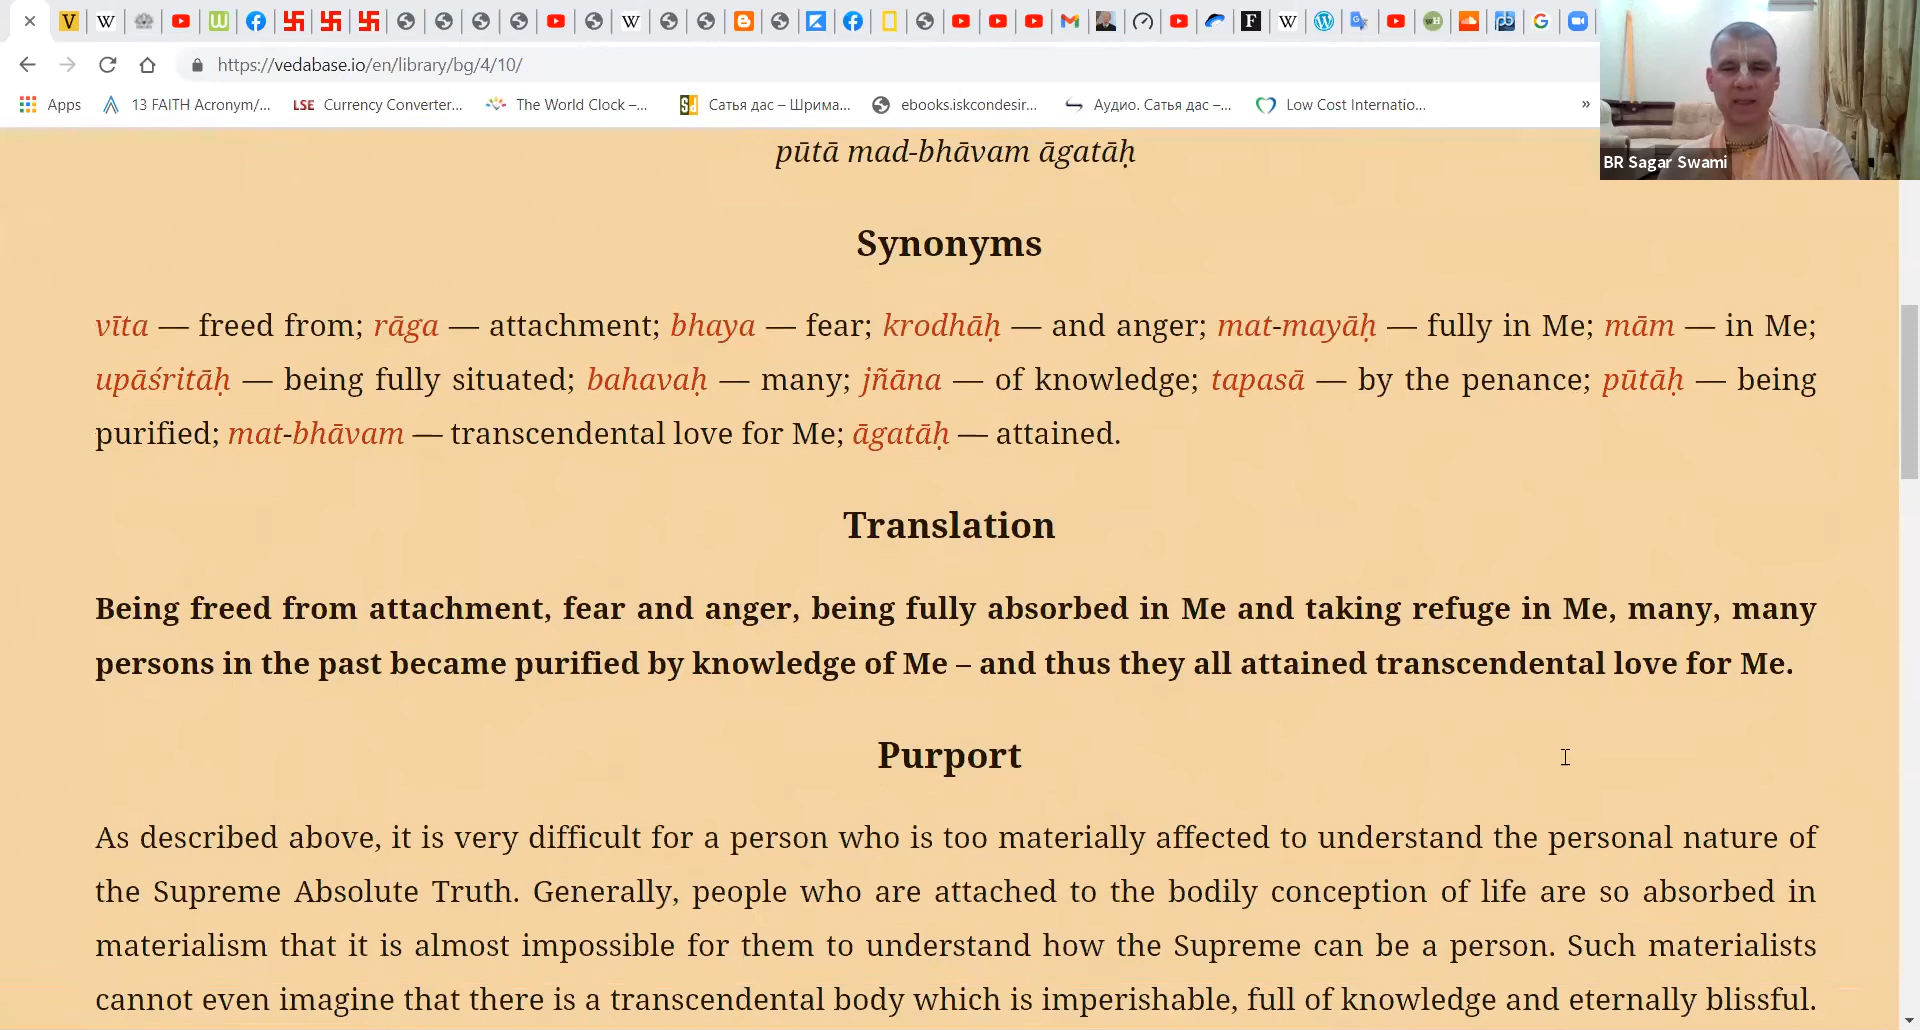 https://vedabase.io/en/library/bg/4/10/
Apps 13 FAITH Acronym/... LSE Currency Converter... The World Clock –... Сатья дас – Шрима... ebooks.iskcondesir... Аудио. Сатья дас –... Low Cost Internatio... »
BR Sagar Swami
pūtā mad-bhāvam āgatāḥ
Synonyms
vīta — freed from; rāga — attachment; bhaya — fear; krodhāḥ — and anger; mat-mayāḥ — fully in Me; mām — in Me;
upāśritāḥ — being fully situated; bahavaḥ — many; jñāna — of knowledge; tapasā — by the penance; pūtāḥ — being
purified; mat-bhāvam — transcendental love for Me; āgatāḥ — attained.
Translation
Being freed from attachment, fear and anger, being fully absorbed in Me and taking refuge in Me, many, many
persons in the past became purified by knowledge of Me – and thus they all attained transcendental love for Me.
Purport
As described above, it is very difficult for a person who is too materially affected to understand the personal nature of
the Supreme Absolute Truth. Generally, people who are attached to the bodily conception of life are so absorbed in
materialism that it is almost impossible for them to understand how the Supreme can be a person. Such materialists
cannot even imagine that there is a transcendental body which is imperishable, full of knowledge and eternally blissful.